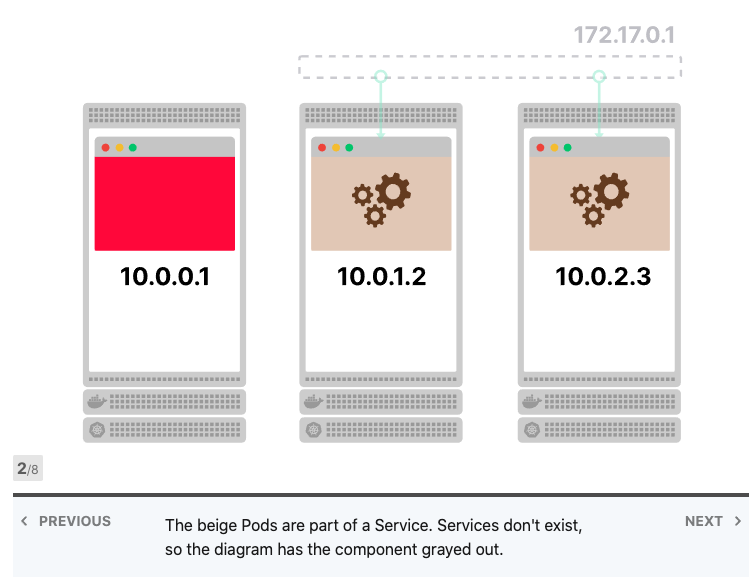 172.17.0.1
10.0.0.1
10.0.1.2
10.0.2.3
2/8
PREVIOUS
The beige Pods are part of a Service. Services don't exist,
so the diagram has the component grayed out.
NEXT